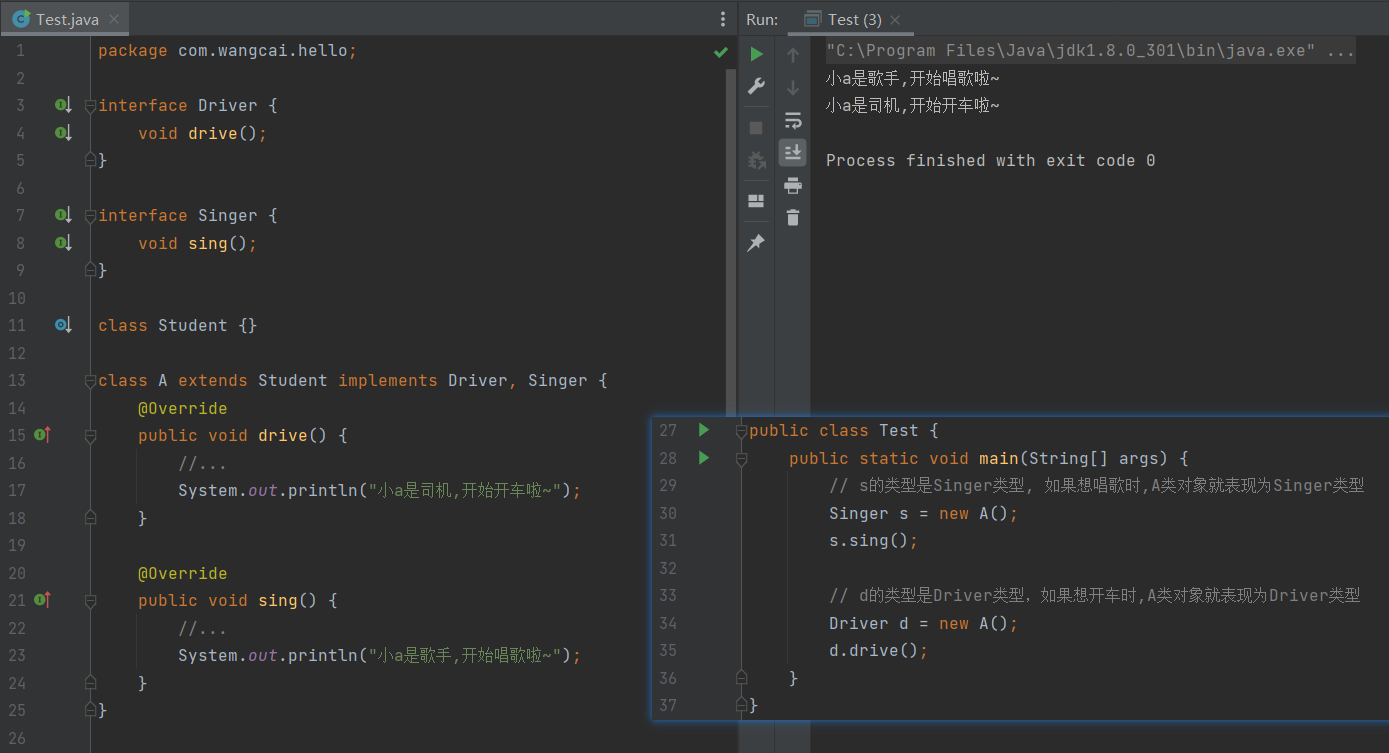 Test.java
1 package com.wangcai.hello;
2
3 interface Driver {
4     void drive();
5 }
6
7 interface Singer {
8     void sing();
9 }
10
11 class Student {}
12
13 class A extends Student implements Driver, Singer {
14     @Override
15     public void drive() {
16         //...
17         System.out.println("小a是司机,开始开车啦~");
18     }
19
20     @Override
21     public void sing() {
22         //...
23         System.out.println("小a是歌手,开始唱歌啦~");
24     }
25 }
26
Run: Test (3)
"C:\Program Files\Java\jdk1.8.0_301\bin\java.exe" ...
小a是歌手,开始唱歌啦~
小a是司机,开始开车啦~
Process finished with exit code 0
27 public class Test {
28     public static void main(String[] args) {
29         // s的类型是Singer类型, 如果想唱歌时,A类对象就表现为Singer类型
30         Singer s = new A();
31         s.sing();
32
33         // d的类型是Driver类型，如果想开车时,A类对象就表现为Driver类型
34         Driver d = new A();
35         d.drive();
36     }
37 }